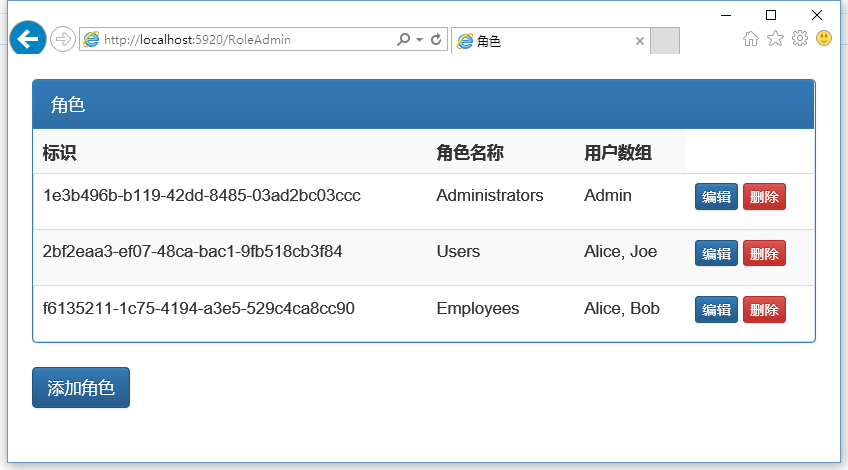 http://localhost:5920/RoleAdmin
角色
角色
标识 角色名称 用户数组
1e3b496b-b119-42dd-8485-03ad2bc03ccc Administrators Admin 编辑 删除
2bf2eaa3-ef07-48ca-bac1-9fb518cb3f84 Users Alice, Joe 编辑 删除
f6135211-1c75-4194-a3e5-529c4ca8cc90 Employees Alice, Bob 编辑 删除
添加角色